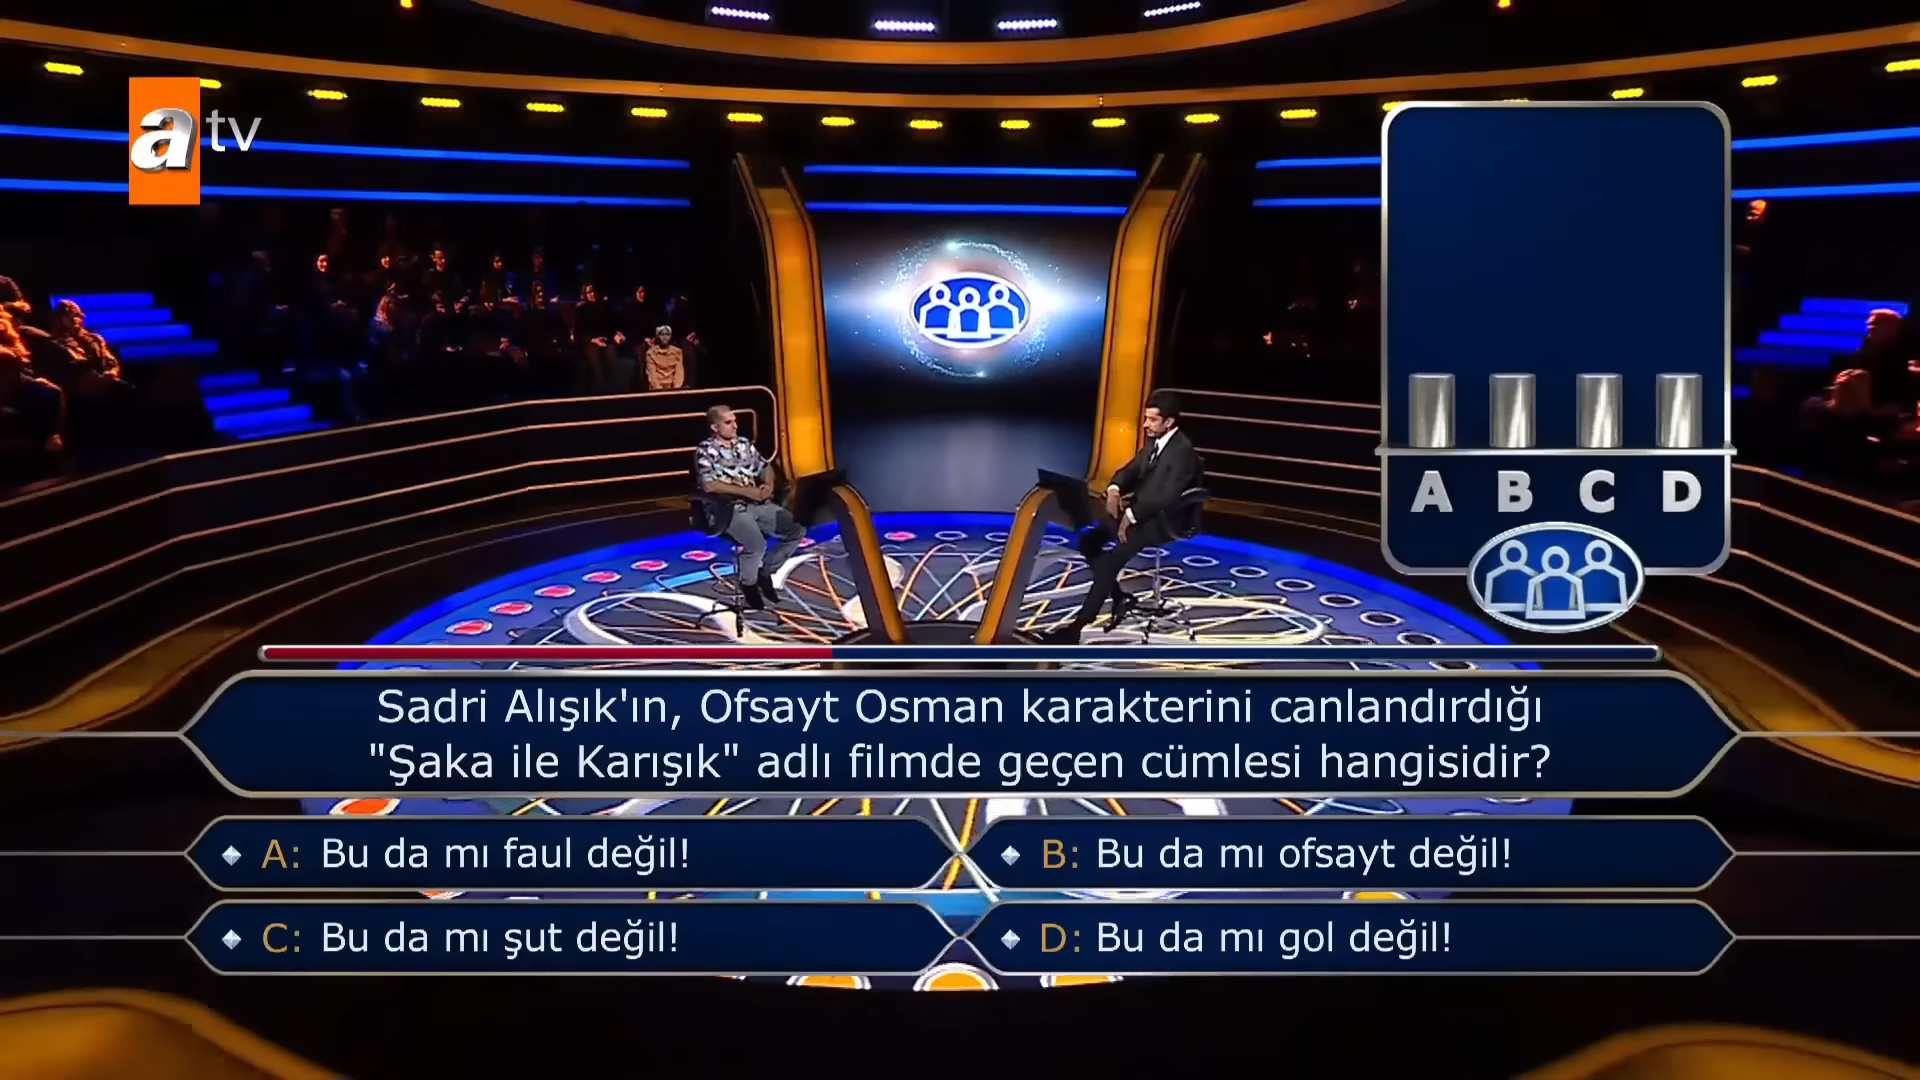 a tv
A B C D
Sadri Alışık'ın, Ofsayt Osman karakterini canlandırdığı
"Şaka ile Karışık" adlı filmde geçen cümlesi hangisidir?
A: Bu da mı faul değil!
B: Bu da mı ofsayt değil!
C: Bu da mı şut değil!
D: Bu da mı gol değil!